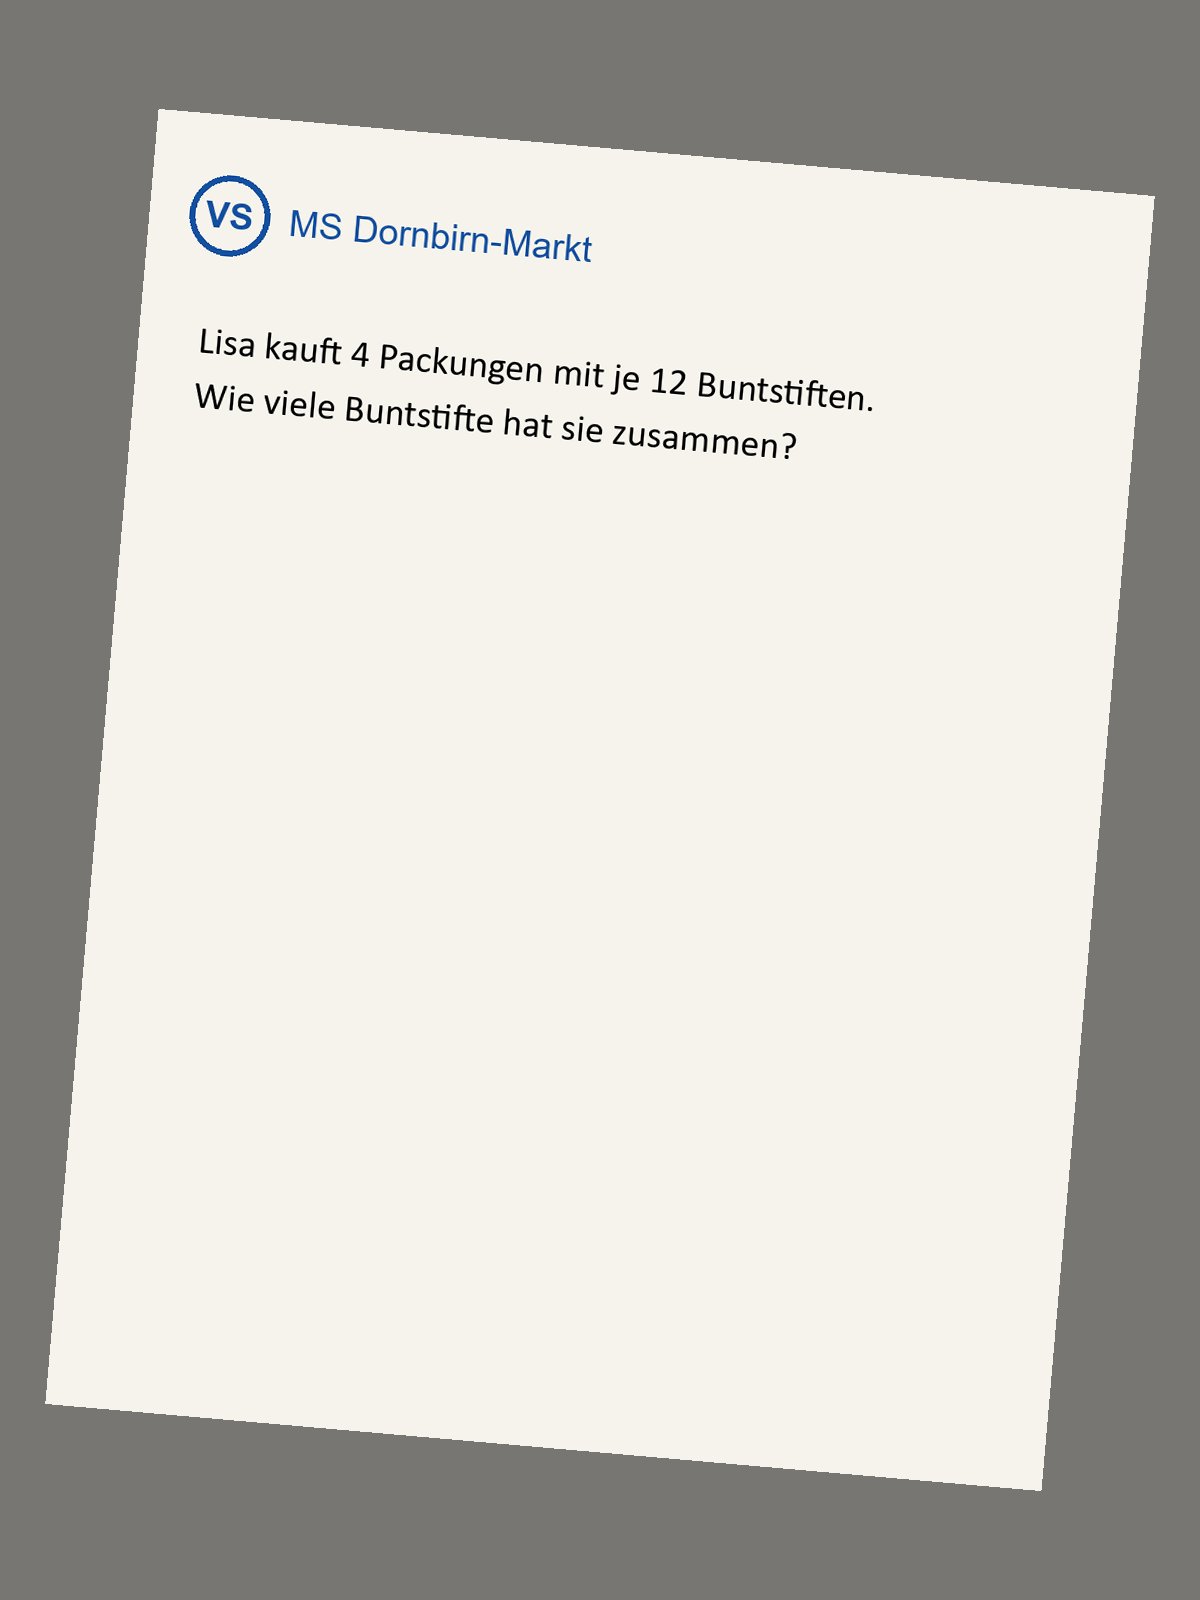 VS
MS Dornbirn-Markt
Lisa kauft 4 Packungen mit je 12 Buntstiften.
Wie viele Buntstifte hat sie zusammen?